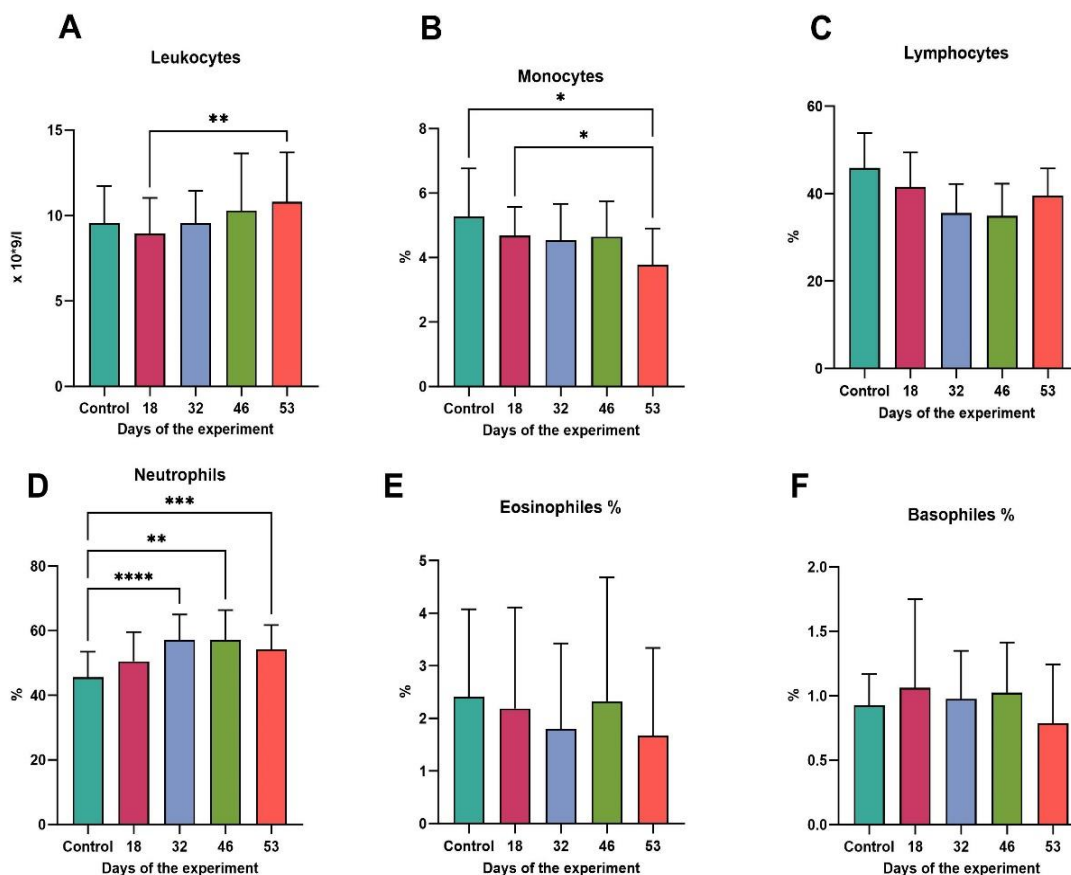 A
Leukocytes
**
15
10
5
0
x 10*9/l
Control 18 32 46 53
Days of the experiment
B
Monocytes
*
*
8
6
4
2
0
%
Control 18 32 46 53
Days of the experiment
C
Lymphocytes
60
40
20
0
%
Control 18 32 46 53
Days of the experiment
D
Neutrophils
***
**
****
80
60
40
20
0
%
Control 18 32 46 53
Days of the experiment
E
Eosinophiles %
5
4
3
2
1
0
%
Control 18 32 46 53
Days of the experiment
F
Basophiles %
2.0
1.5
1.0
0.5
0.0
%
Control 18 32 46 53
Days of the experiment